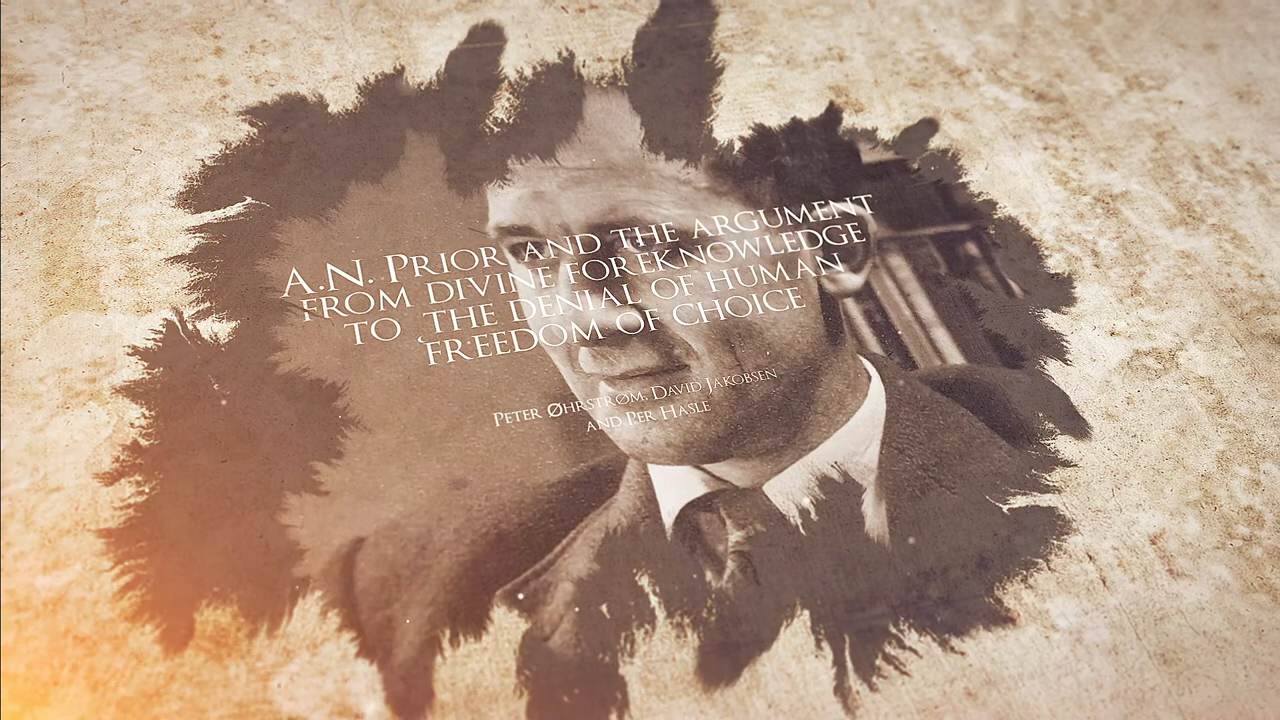 A.N. Prior and the argument
from divine foreknowledge
to the denial of human
freedom of choice
Peter Øhrstrøm, David Jakobsen
and Per Hasle